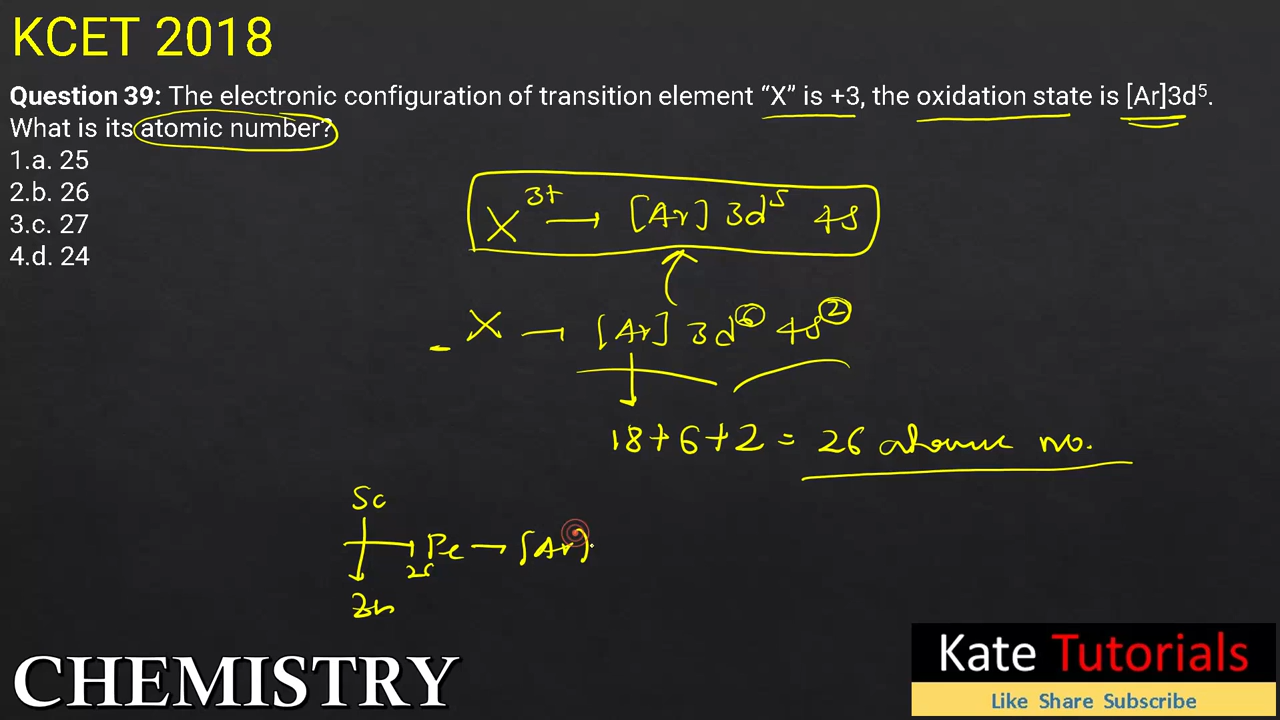 KCET 2018
Question 39: The electronic configuration of transition element “X” is +3, the oxidation state is [Ar]3d⁵.
What is its atomic number?
1.a. 25
2.b. 26
3.c. 27
4.d. 24
X³⁺ → [Ar] 3d⁵ 4s
X → [Ar] 3d⁶ 4s²
18+6+2 = 26 atomic no.
Sc
Fe → [Ar]
26
Zn
CHEMISTRY
Kate Tutorials
Like Share Subscribe